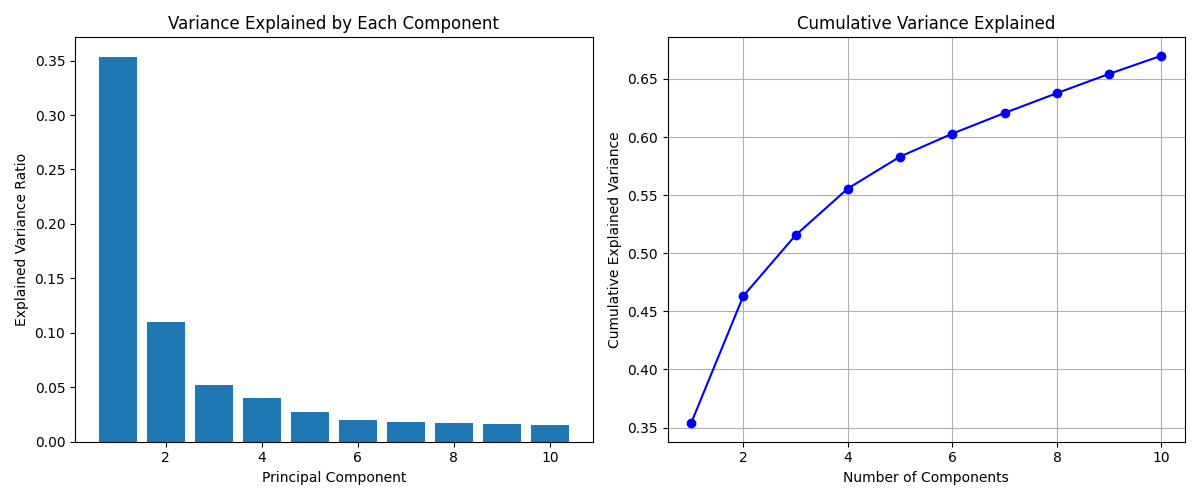 Variance Explained by Each Component
0.35
0.30
0.25
0.20
0.15
0.10
0.05
0.00
Explained Variance Ratio
2 4 6 8 10
Principal Component
Cumulative Variance Explained
0.65
0.60
0.55
0.50
0.45
0.40
0.35
Cumulative Explained Variance
2 4 6 8 10
Number of Components